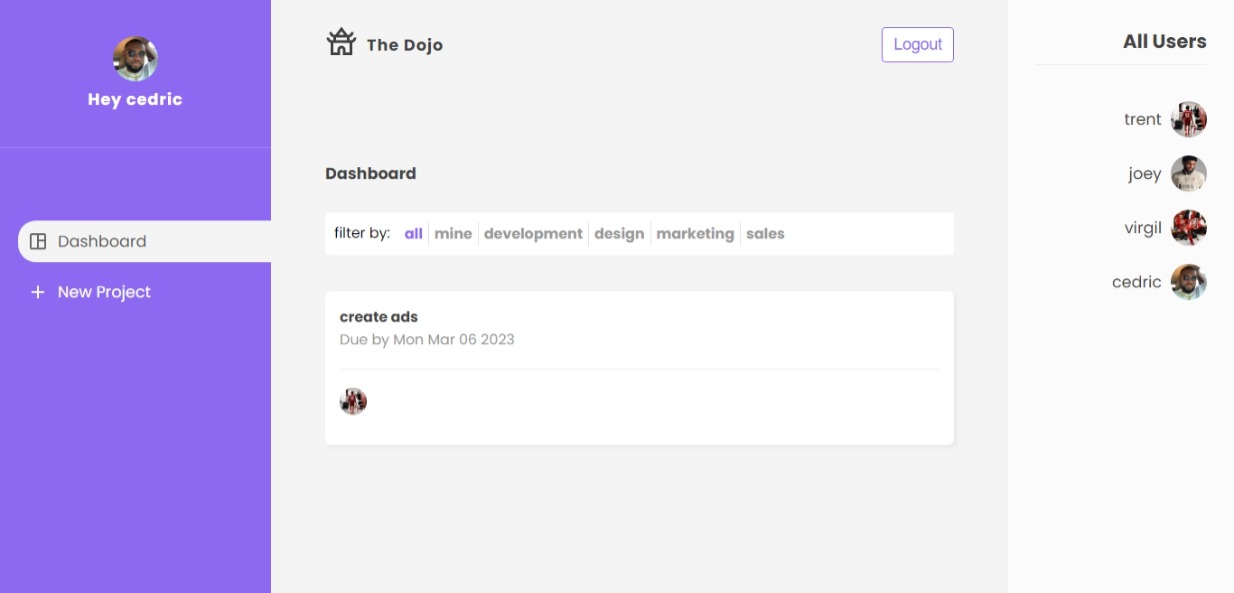 Hey cedric
Dashboard
New Project
The Dojo
Logout
Dashboard
filter by: all mine development design marketing sales
create ads
Due by Mon Mar 06 2023
All Users
trent
joey
virgil
cedric